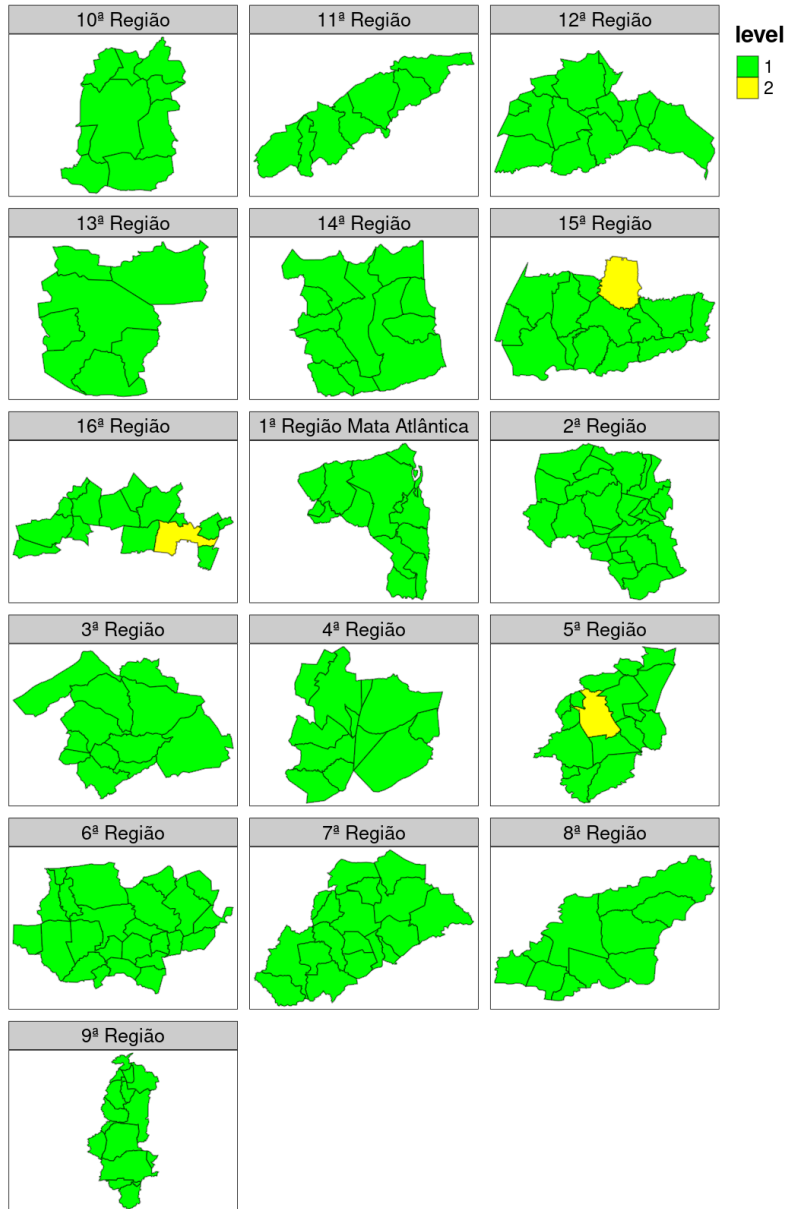 10ª Região
11ª Região
12ª Região
level
1
2
13ª Região
14ª Região
15ª Região
16ª Região
1ª Região Mata Atlântica
2ª Região
3ª Região
4ª Região
5ª Região
6ª Região
7ª Região
8ª Região
9ª Região